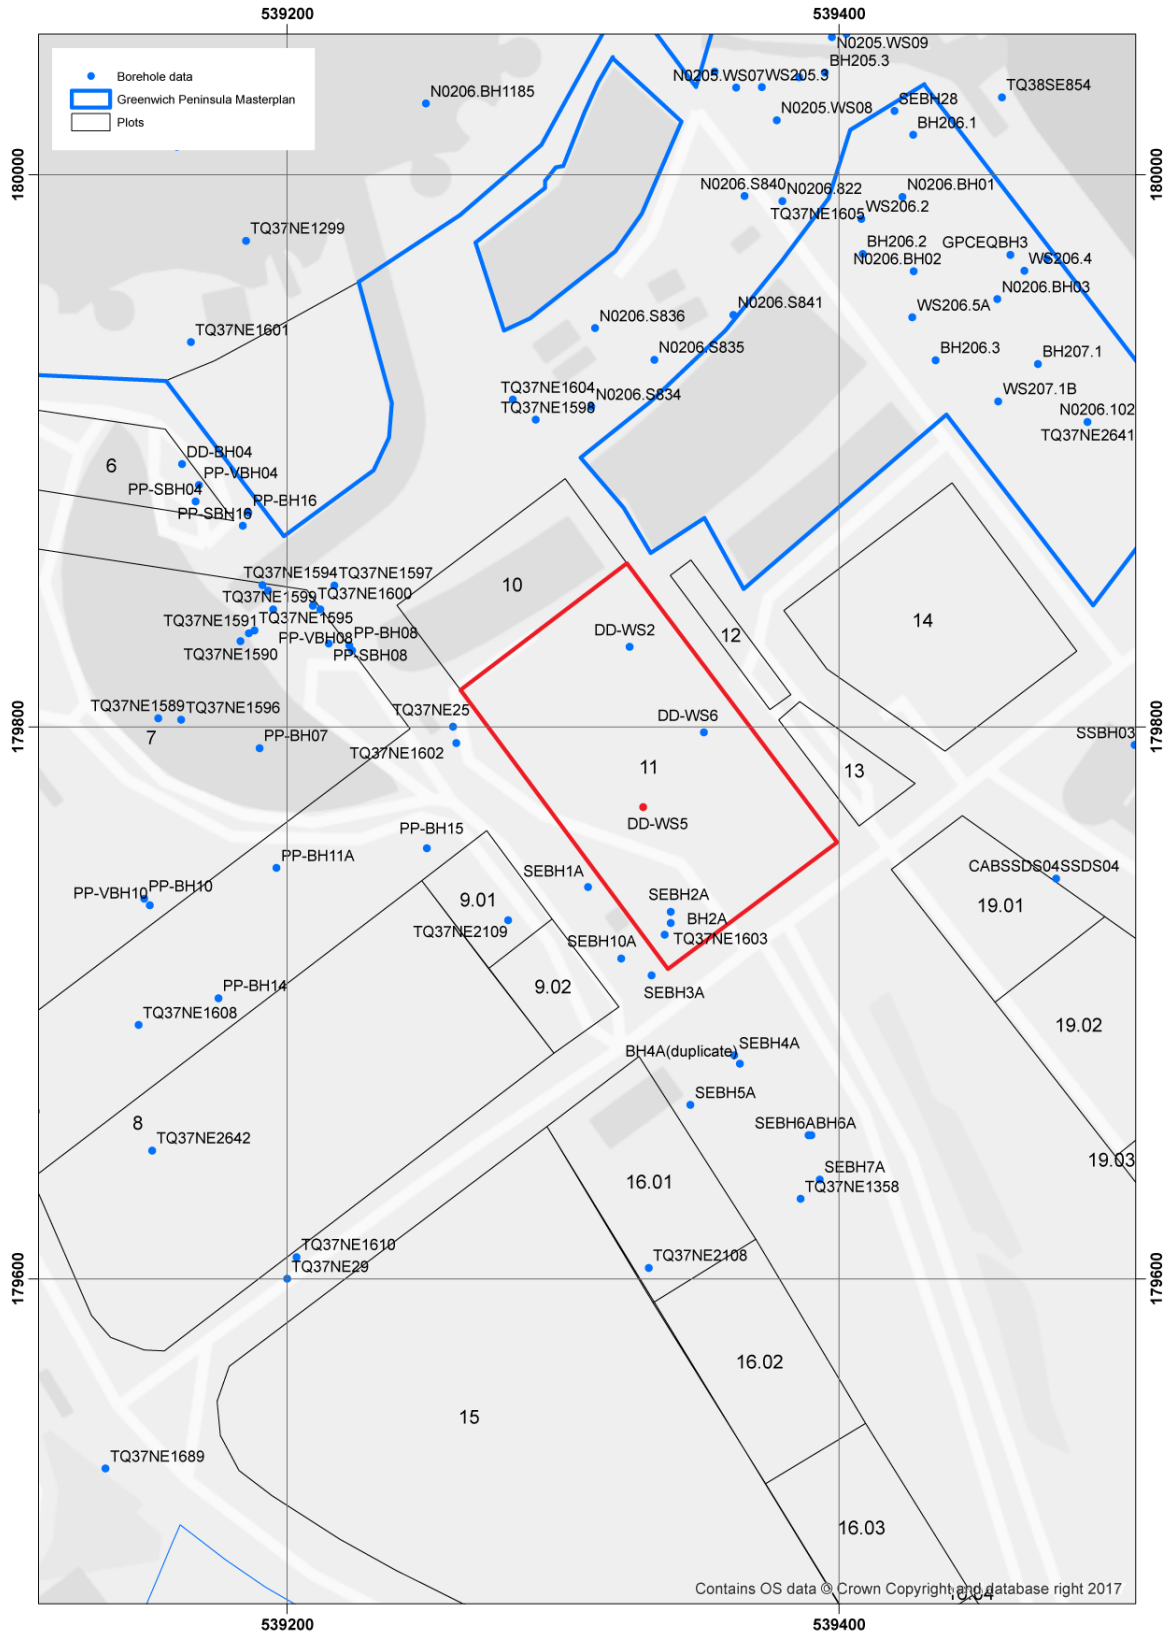 539200
539400
N0205.WS09
BH205.3
N0205.WS07
WS205.3
TQ38SE854
Borehole data
Greenwich Peninsula Masterplan
Plots
N0206.BH1185
N0205.WS08
SEBH28
BH206.1
180000
180000
N0206.S840
N0206.822
N0206.BH01
TQ37NE1605
WS206.2
TQ37NE1299
BH206.2
GPCEQBH3
N0206.BH02
WS206.4
N0206.BH03
N0206.S841
WS206.5A
N0206.S836
TQ37NE1601
N0206.S835
BH206.3
BH207.1
TQ37NE1604
N0206.S834
WS207.1B
TQ37NE1598
N0206.102
TQ37NE2641
DD-BH04
6
PP-VBH04
PP-SBH04
PP-BH16
PP-SBH16
TQ37NE1594
TQ37NE1597
10
TQ37NE1599
TQ37NE1600
TQ37NE1591
TQ37NE1595
14
PP-VBH08
PP-BH08
DD-WS2
12
TQ37NE1590
PP-SBH08
TQ37NE1589
TQ37NE1596
TQ37NE25
DD-WS6
179800
179800
7
PP-BH07
TQ37NE1602
SSBH03
11
13
DD-WS5
PP-BH15
PP-BH11A
SEBH1A
CABSSDS04
SSDS04
PP-VBH10
PP-BH10
9.01
SEBH2A
19.01
TQ37NE2109
BH2A
SEBH10A
TQ37NE1603
PP-BH14
9.02
SEBH3A
TQ37NE1608
19.02
BH4A(duplicate)
SEBH4A
SEBH5A
8
SEBH6A
BH6A
TQ37NE2642
19.03
SEBH7A
16.01
TQ37NE1358
TQ37NE1610
TQ37NE2108
TQ37NE29
179600
179600
16.02
15
TQ37NE1689
16.03
16.04
Contains OS data © Crown Copyright and database right 2017
539200
539400